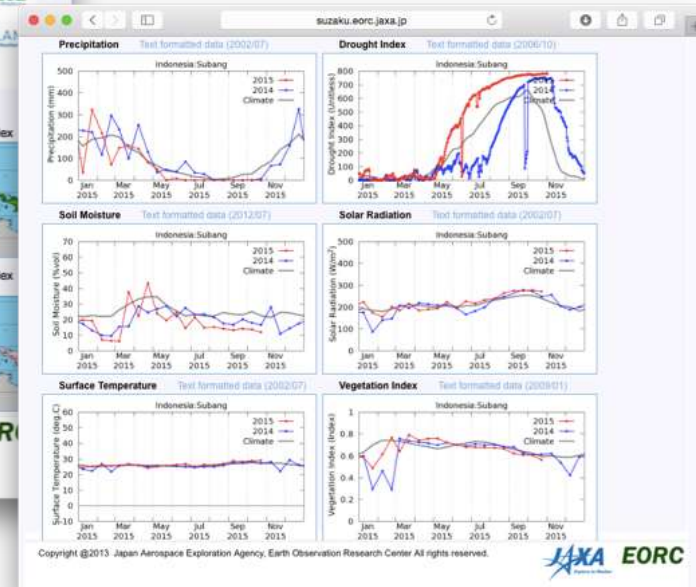 suzaku.eorc.jaxa.jp
Precipitation Text formatted data (2002/07)
Indonesia:Subang
2015
2014
Climate
Precipitation (mm)
500
400
300
200
100
0
Jan Mar May Jul Sep Nov
2015 2015 2015 2015 2015 2015
Drought Index Text formatted data (2006/10)
Indonesia:Subang
2015
2014
Climate
Drought Index (Unitless)
800
700
600
500
400
300
200
100
0
Jan Mar May Jul Sep Nov
2015 2015 2015 2015 2015 2015
Soil Moisture Text formatted data (2012/07)
Indonesia:Subang
2015
2014
Climate
Soil Moisture (%vol)
70
60
50
40
30
20
10
0
Jan Mar May Jul Sep Nov
2015 2015 2015 2015 2015 2015
Solar Radiation Text formatted data (2002/07)
Indonesia:Subang
2015
2014
Climate
Solar Radiation (W/m²)
500
400
300
200
100
0
Jan Mar May Jul Sep Nov
2015 2015 2015 2015 2015 2015
Surface Temperature Text formatted data (2002/07)
Indonesia:Subang
2015
2014
Climate
Surface Temperature (deg.C)
60
50
40
30
20
10
0
-10
Jan Mar May Jul Sep Nov
2015 2015 2015 2015 2015 2015
Vegetation Index Text formatted data (2009/01)
Indonesia:Subang
2015
2014
Climate
Vegetation Index (Index)
1
0.8
0.6
0.4
0.2
0
Jan Mar May Jul Sep Nov
2015 2015 2015 2015 2015 2015
Copyright @2013 Japan Aerospace Exploration Agency, Earth Observation Research Center All rights reserved.
JAXA EORC